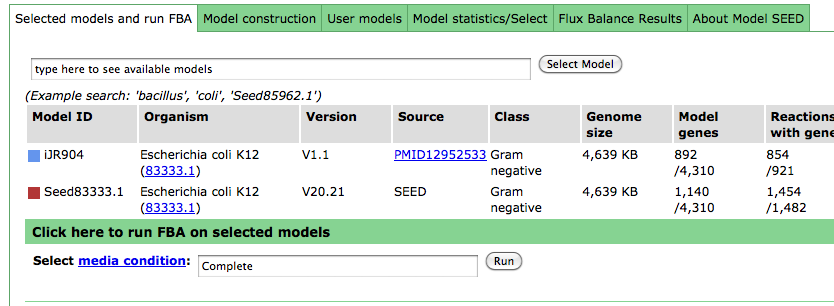 Selected models and run FBA Model construction User models Model statistics/Select Flux Balance Results About Model SEED
type here to see available models Select Model
(Example search: 'bacillus', 'coli', 'Seed85962.1')
Model ID Organism Version Source Class Genome size Model genes Reactions with gene
iJR904 Escherichia coli K12 (83333.1) V1.1 PMID12952533 Gram negative 4,639 KB 892 /4,310 854 /921
Seed83333.1 Escherichia coli K12 (83333.1) V20.21 SEED Gram negative 4,639 KB 1,140 /4,310 1,454 /1,482
Click here to run FBA on selected models
Select media condition: Complete Run